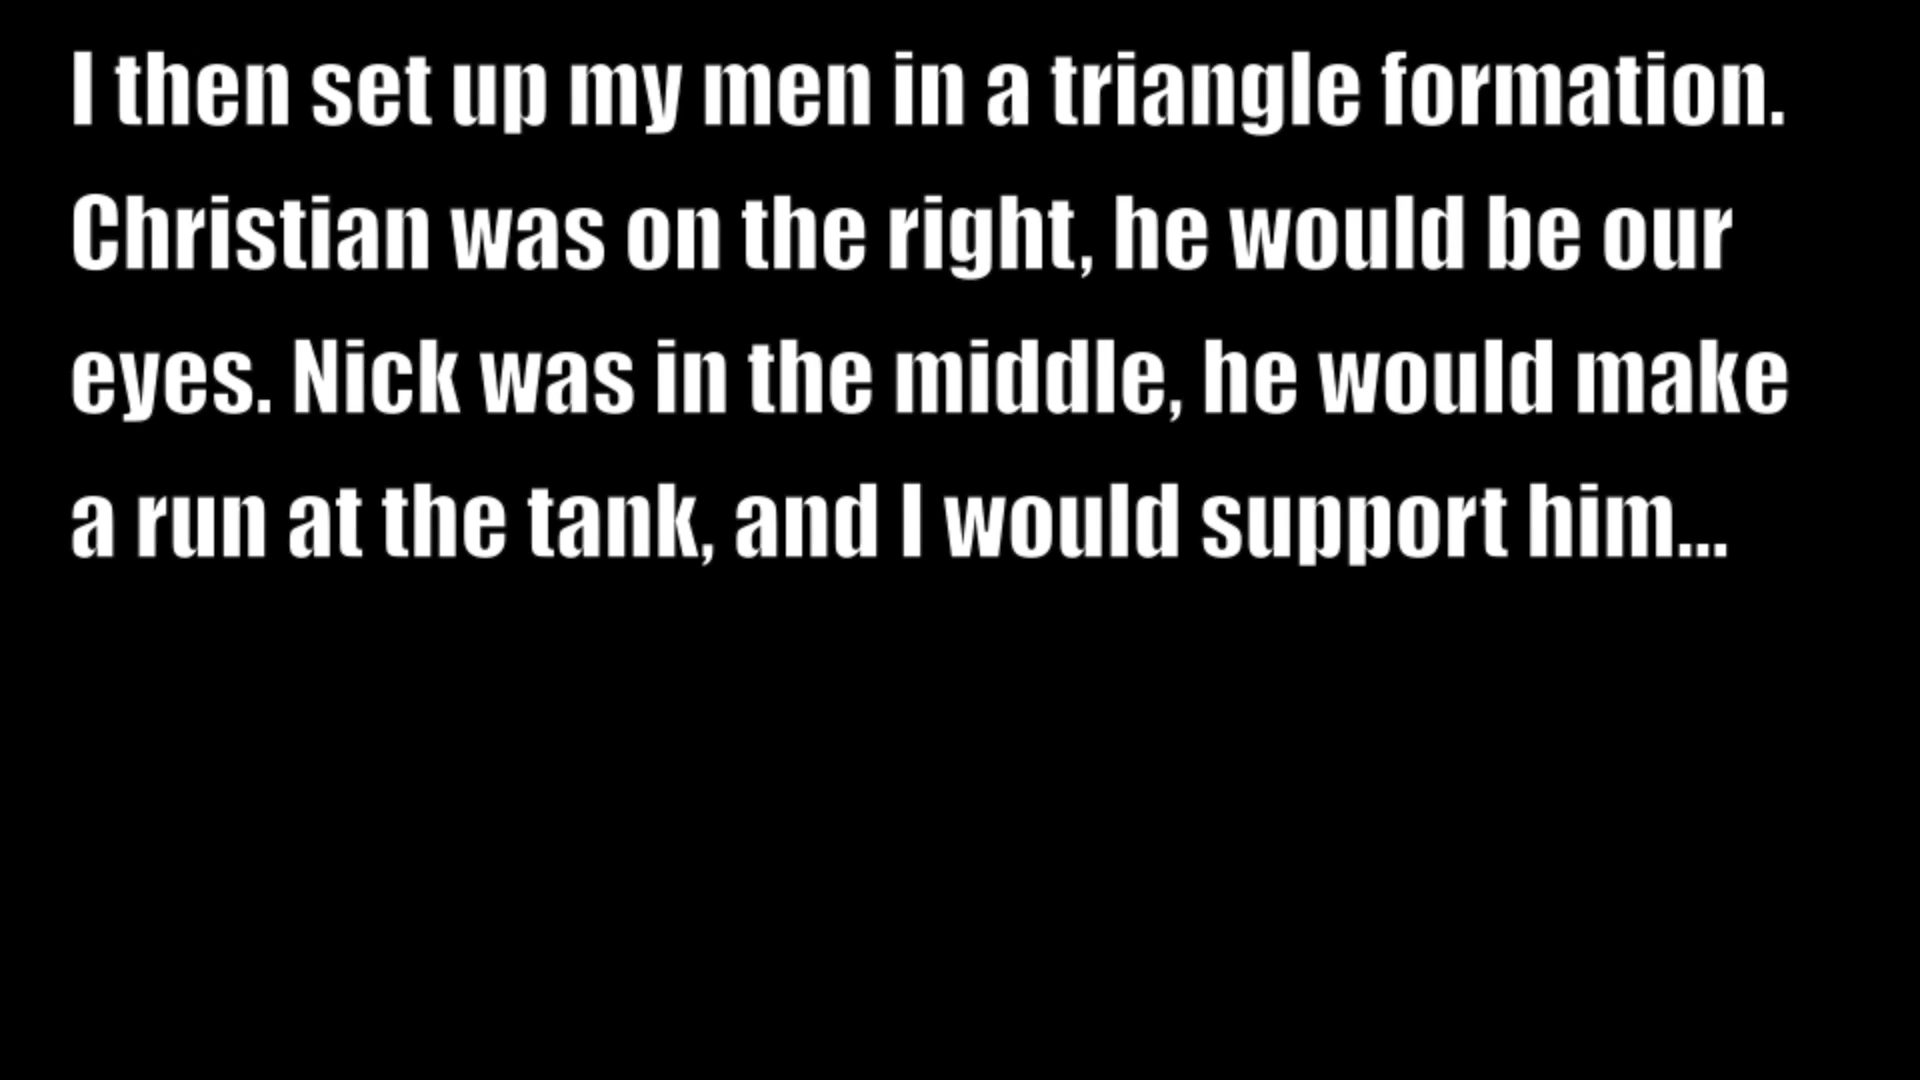 I then set up my men in a triangle formation.
Christian was on the right, he would be our
eyes. Nick was in the middle, he would make
a run at the tank, and I would support him...